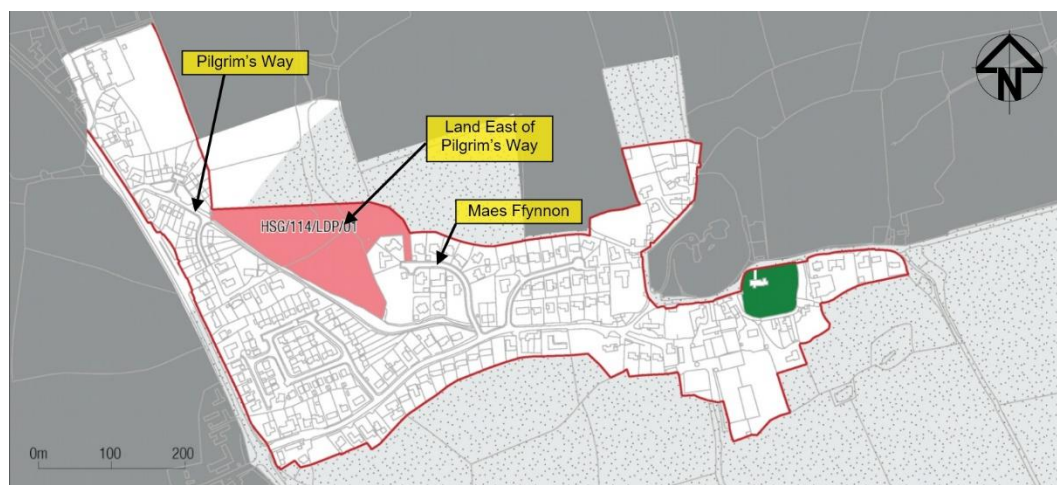 Pilgrim's Way
Land East of
Pilgrim's Way
Maes Ffynnon
HSG/114/LDP/01
N
0m 100 200